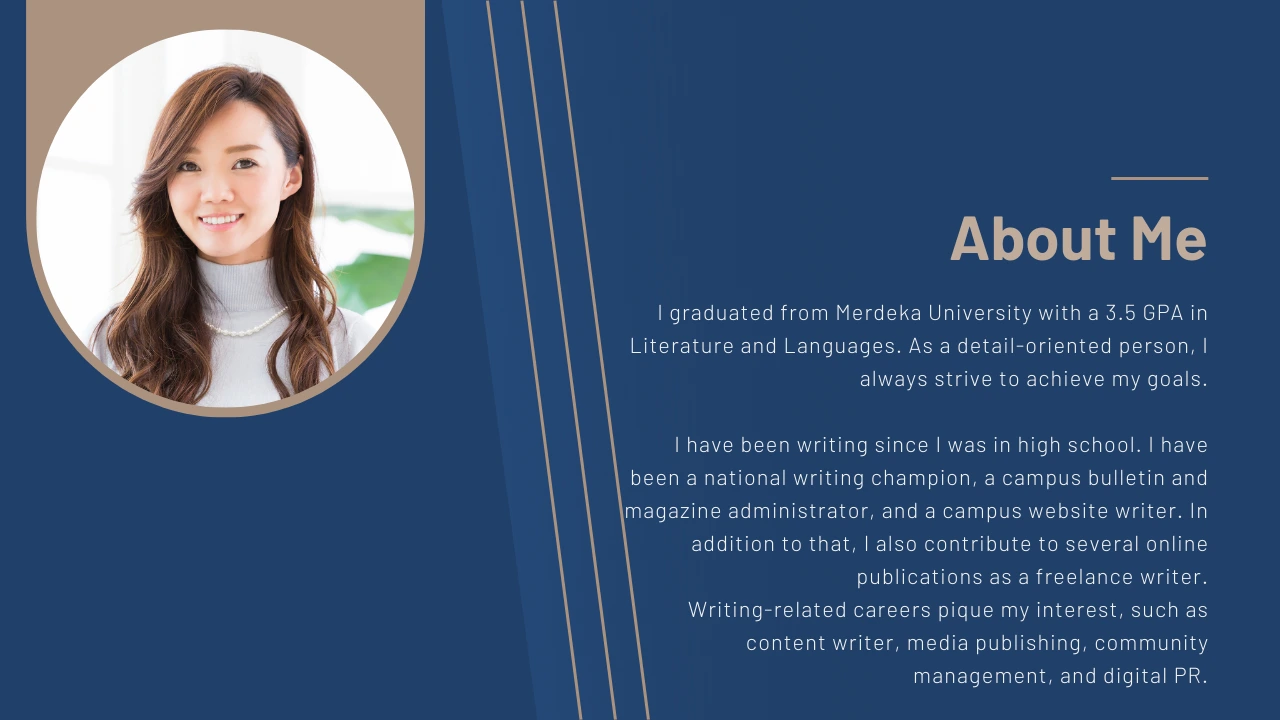 About Me
I graduated from Merdeka University with a 3.5 GPA in
Literature and Languages. As a detail-oriented person, I
always strive to achieve my goals.
I have been writing since I was in high school. I have
been a national writing champion, a campus bulletin and
magazine administrator, and a campus website writer. In
addition to that, I also contribute to several online
publications as a freelance writer.
Writing-related careers pique my interest, such as
content writer, media publishing, community
management, and digital PR.